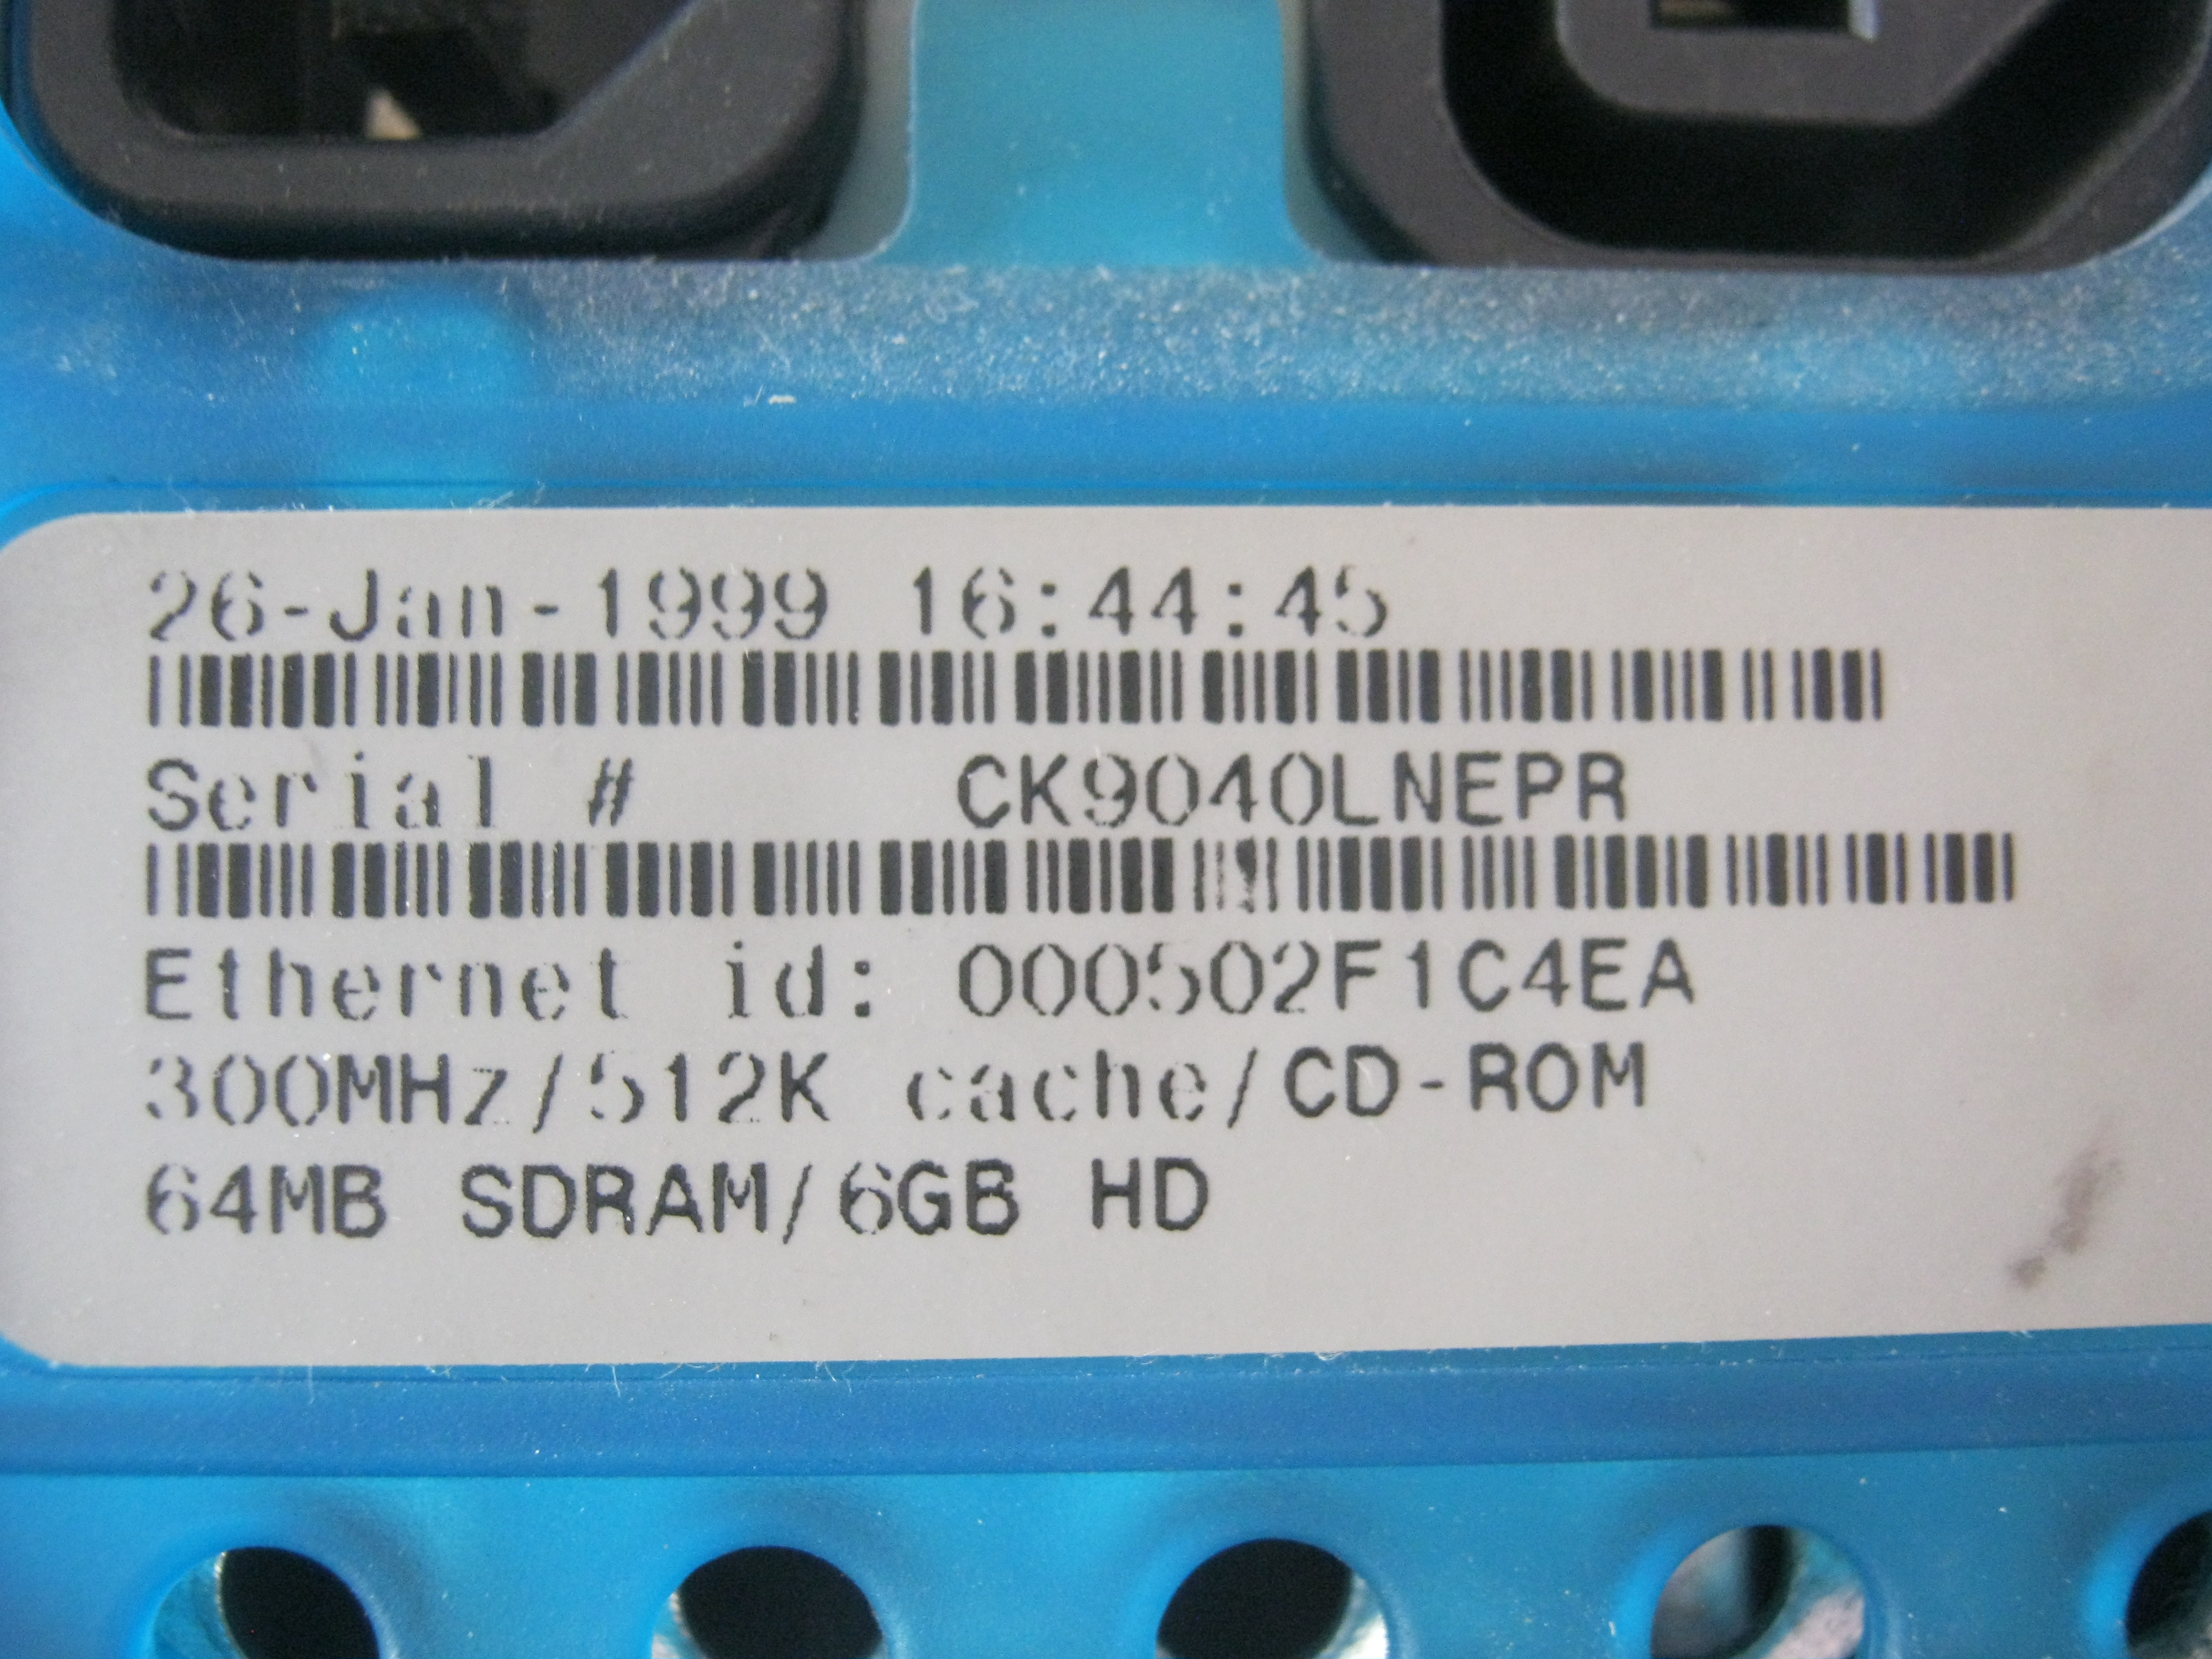 26-Jan-1999 16:44:45
Serial # CK9040LNEPR
Ethernet id: 000502F1C4EA
300MHz/512K cache/CD-ROM
64MB SDRAM/6GB HD